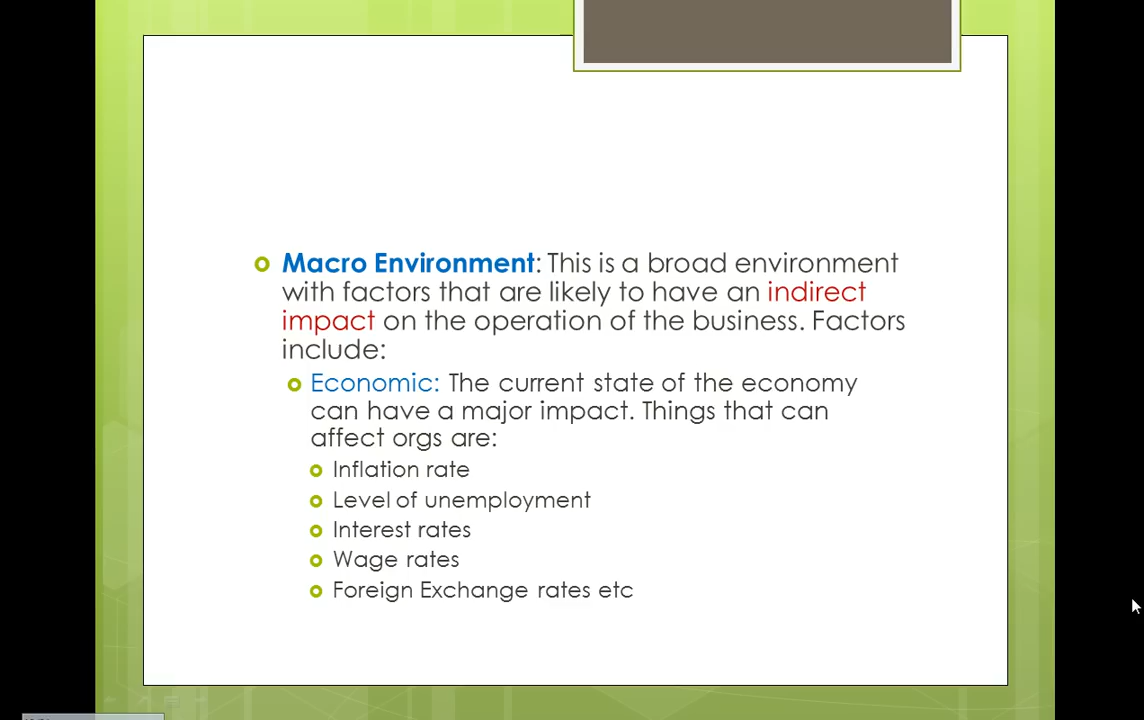 Macro Environment: This is a broad environment
with factors that are likely to have an indirect
impact on the operation of the business. Factors
include:
Economic: The current state of the economy
can have a major impact. Things that can
affect orgs are:
Inflation rate
Level of unemployment
Interest rates
Wage rates
Foreign Exchange rates etc